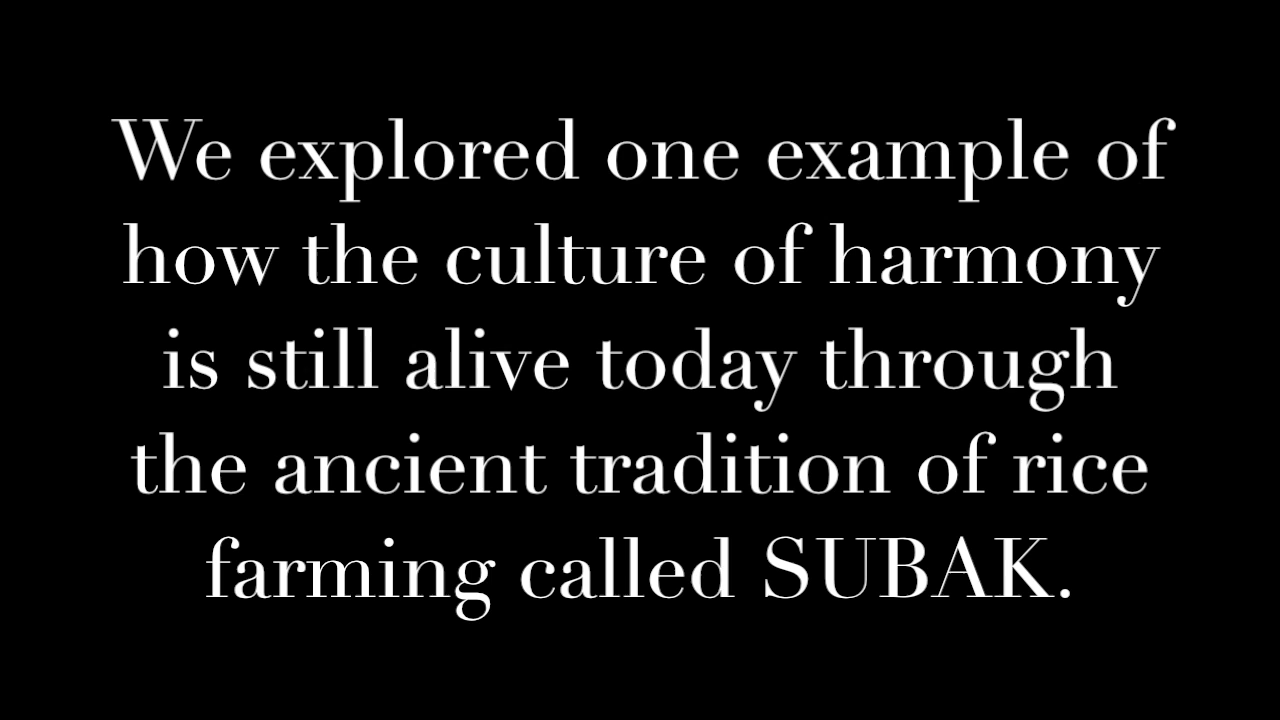 We explored one example of
how the culture of harmony
is still alive today through
the ancient tradition of rice
farming called SUBAK.